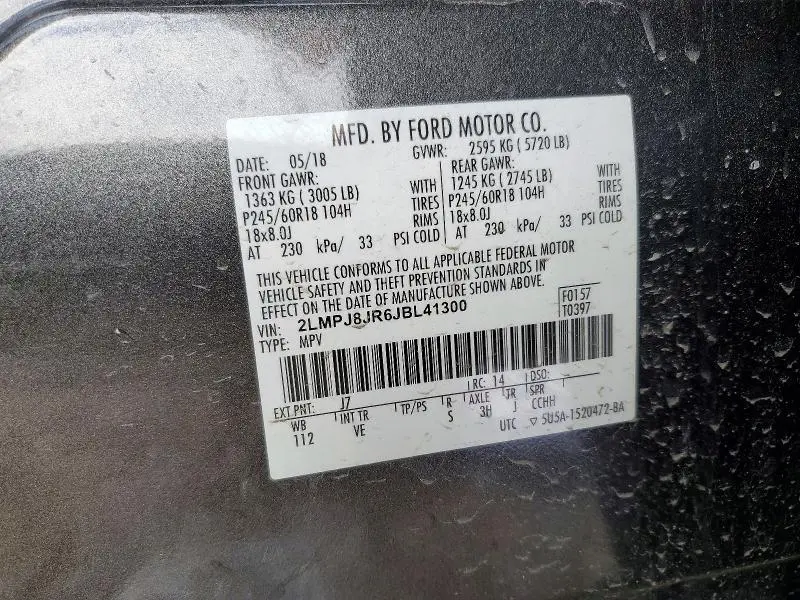 MFD. BY FORD MOTOR CO.
DATE: 05/18 GVWR: 2595 KG ( 5720 LB)
FRONT GAWR: REAR GAWR:
1363 KG ( 3005 LB) WITH 1245 KG ( 2745 LB) WITH
P245/60R18 104H TIRES P245/60R18 104H TIRES
18x8.0J RIMS 18x8.0J RIMS
AT 230 kPa/ 33 PSI COLD AT 230 kPa/ 33 PSI COLD
THIS VEHICLE CONFORMS TO ALL APPLICABLE FEDERAL MOTOR
VEHICLE SAFETY AND THEFT PREVENTION STANDARDS IN
EFFECT ON THE DATE OF MANUFACTURE SHOWN ABOVE.
VIN: 2LMPJ8JR6JBL41300 F0157
TYPE: MPV T0397
EXT PNT: J7 RC: 14 DSO:
WB INT TR TP/PS R AXLE TR SPR
112 VE S 3H J CCHH
UTC ▽ 5U5A-1520472-BA